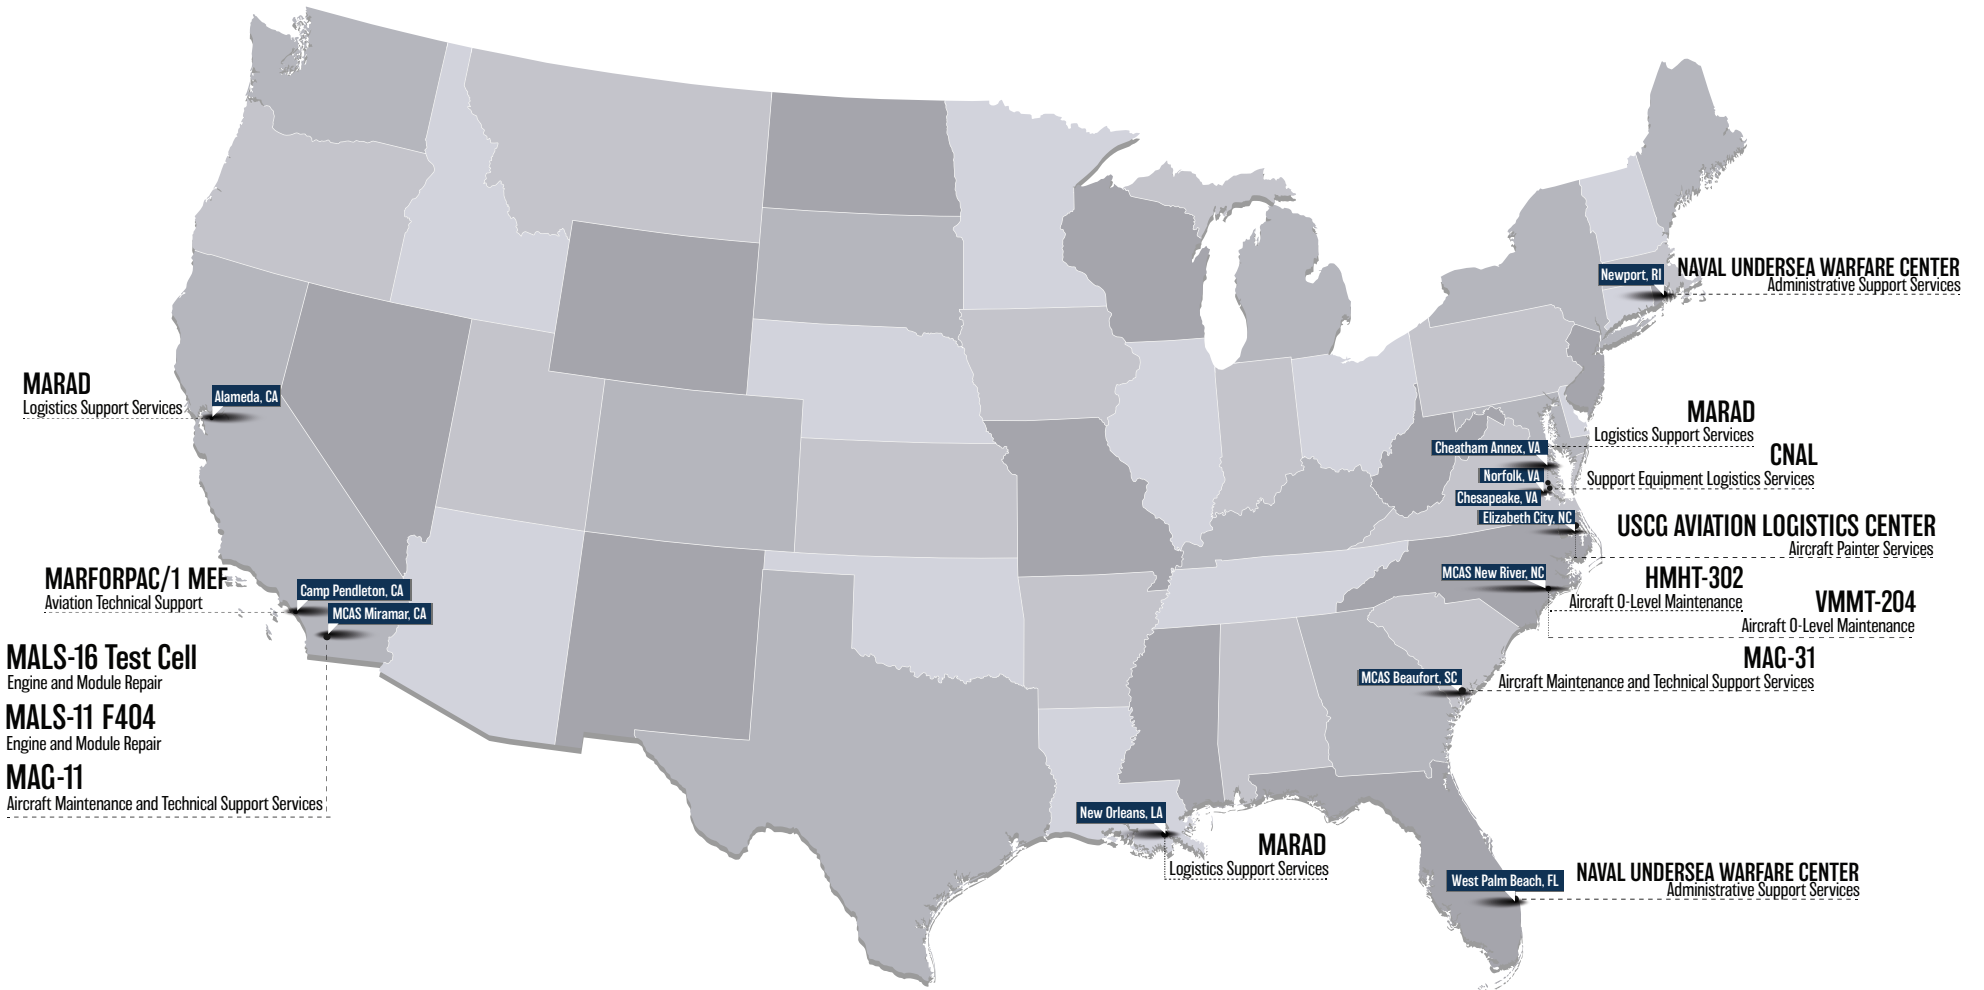 NAVAL UNDERSEA WARFARE CENTER
Newport, RI
Administrative Support Services
MARAD
Alameda, CA
Logistics Support Services
MARAD
Logistics Support Services
Cheatham Annex, VA
CNAL
Norfolk, VA
Support Equipment Logistics Services
Chesapeake, VA
Elizabeth City, NC
USCG AVIATION LOGISTICS CENTER
Aircraft Painter Services
MARFORPAC/1 MEF
Camp Pendleton, CA
Aviation Technical Support
MCAS Miramar, CA
MCAS New River, NC
HMHT-302
Aircraft O-Level Maintenance
VMMT-204
Aircraft O-Level Maintenance
MALS-16 Test Cell
Engine and Module Repair
MALS-11 F404
Engine and Module Repair
MAG-11
Aircraft Maintenance and Technical Support Services
MAG-31
MCAS Beaufort, SC
Aircraft Maintenance and Technical Support Services
New Orleans, LA
MARAD
Logistics Support Services
NAVAL UNDERSEA WARFARE CENTER
West Palm Beach, FL
Administrative Support Services